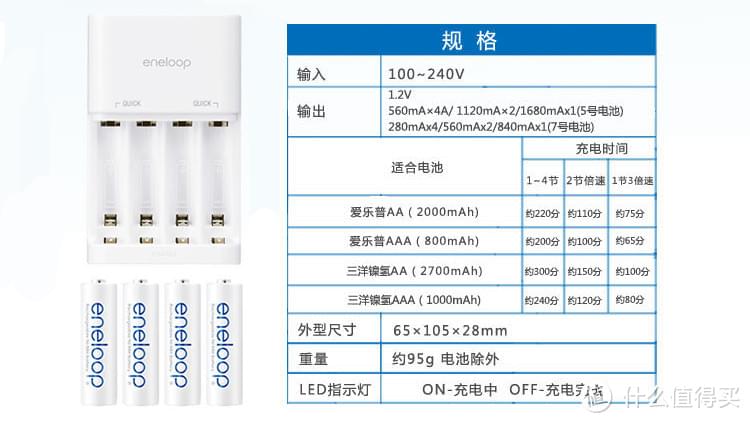 eneloop
QUICK QUICK
eneloop eneloop eneloop eneloop
规格
输入 100~240V
输出
1.2V
560mA×4A/ 1120mA×2/1680mAx1(5号电池)
280mAx4/560mAx2/840mAx1(7号电池)
适合电池 充电时间
1~4节 2节倍速 1节3倍速
爱乐普AA ( 2000mAh) 约220分 约110分 约75分
爱乐普AAA ( 800mAh) 约200分 约100分 约65分
三洋镍氢AA ( 2700mAh) 约300分 约150分 约100分
三洋镍氢AAA ( 1000mAh) 约240分 约120分 约80分
外型尺寸 65×105×28mm
重量 约95g 电池除外
LED指示灯 ON-充电中 OFF-充电完成
什么值得买